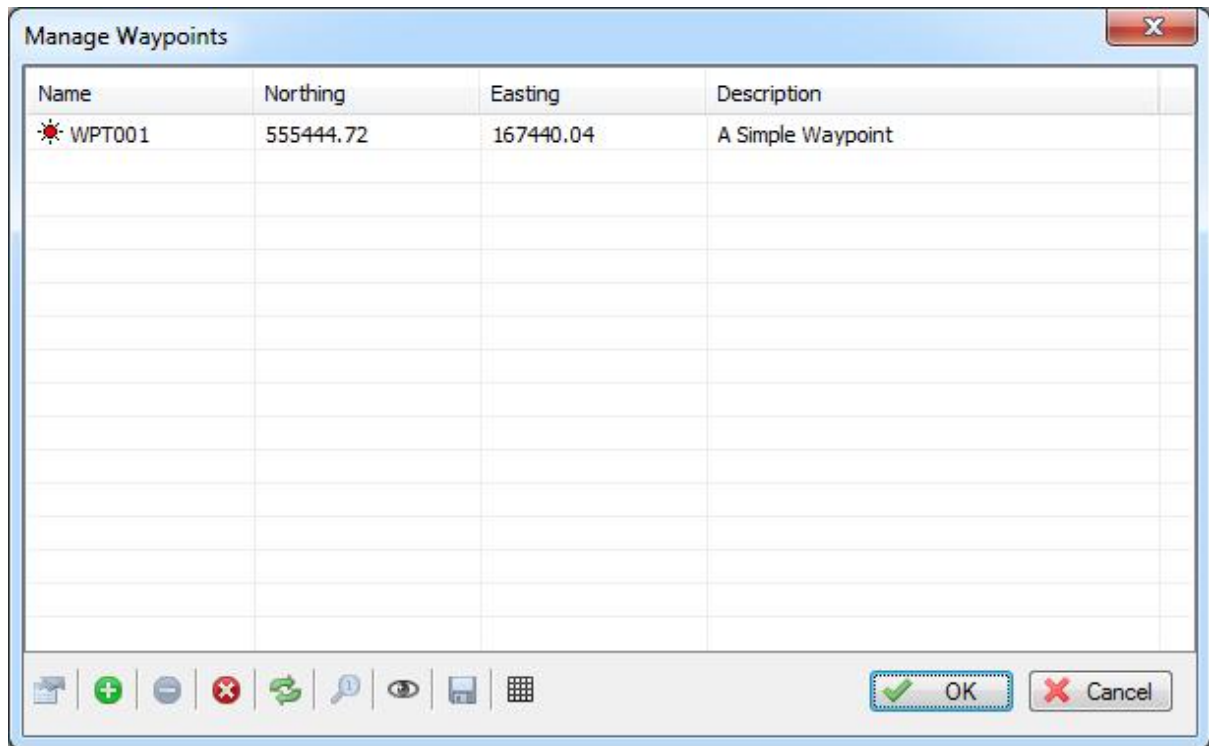 Manage Waypoints
Name Northing Easting Description
WPT001 555444.72 167440.04 A Simple Waypoint
OK Cancel